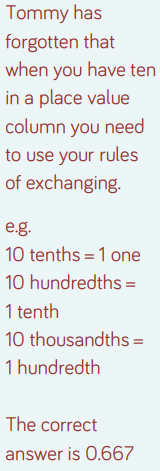 Tommy has
forgotten that
when you have ten
in a place value
column you need
to use your rules
of exchanging.
e.g.
10 tenths = 1 one
10 hundredths =
1 tenth
10 thousandths =
1 hundredth
The correct
answer is 0.667